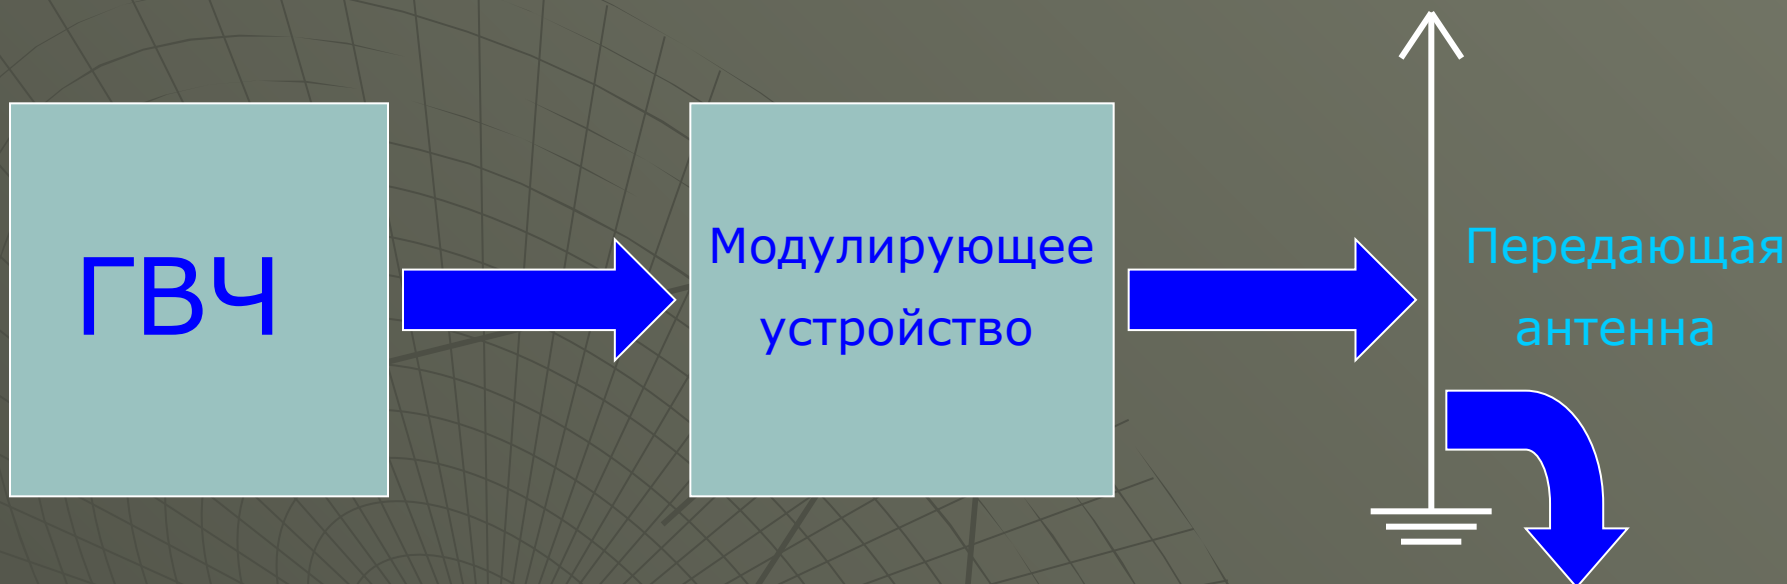 ГВЧ
Модулирующее
устройство
Передающая
антенна